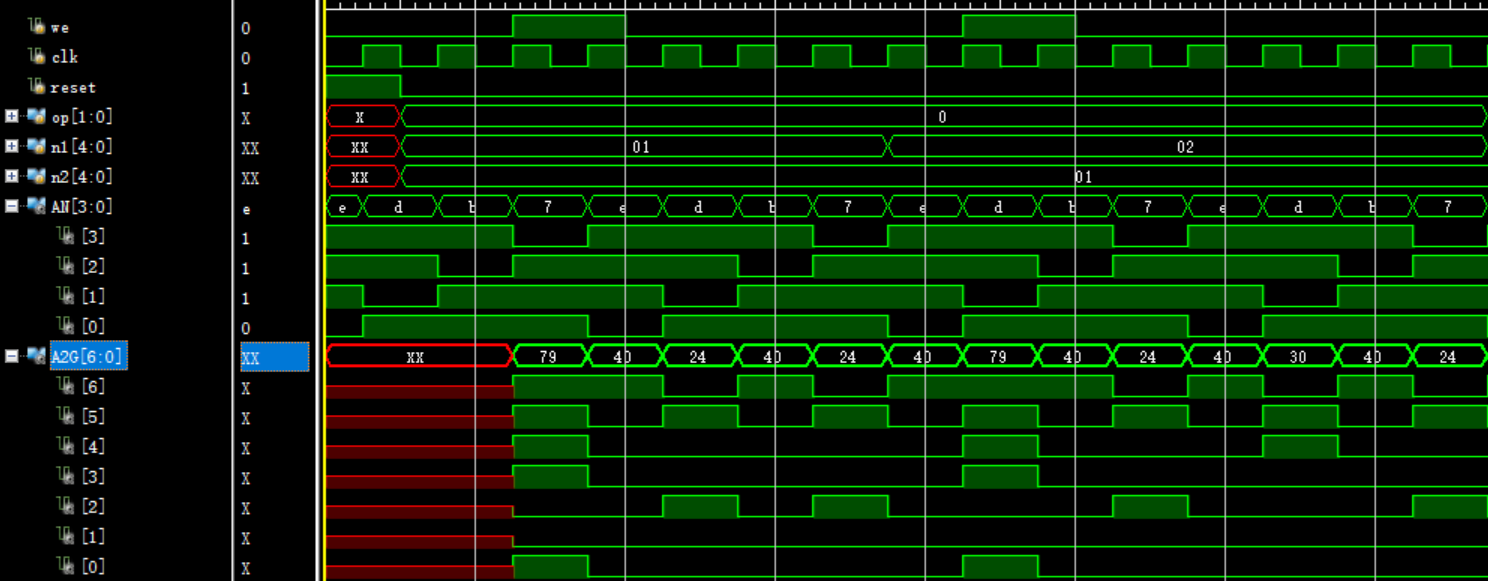 we 0
clk 0
reset 1
op[1:0] X X 0
n1[4:0] XX XX 01 02
n2[4:0] XX XX 01
AN[3:0] e e d b 7 e d b 7 e d b 7 e d b 7
[3] 1
[2] 1
[1] 1
[0] 0
A2G[6:0] XX XX 79 40 24 40 24 40 79 40 24 40 30 40 24
[6] X
[5] X
[4] X
[3] X
[2] X
[1] X
[0] X